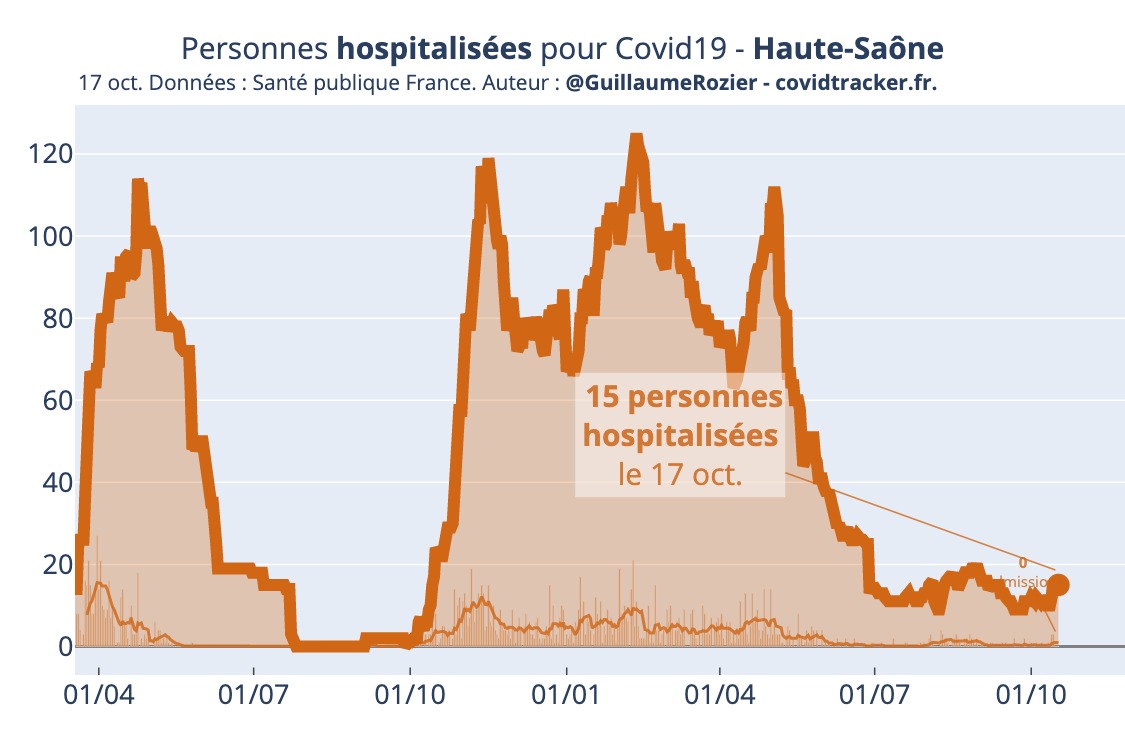 Personnes hospitalisées pour Covid19 - Haute-Saône
17 oct. Données : Santé publique France. Auteur : @GuillaumeRozier - covidtracker.fr.
120
100
80
60
40
20
0
15 personnes
hospitalisées
le 17 oct.
0
01/04 01/07 01/10 01/01 01/04 01/07 01/10